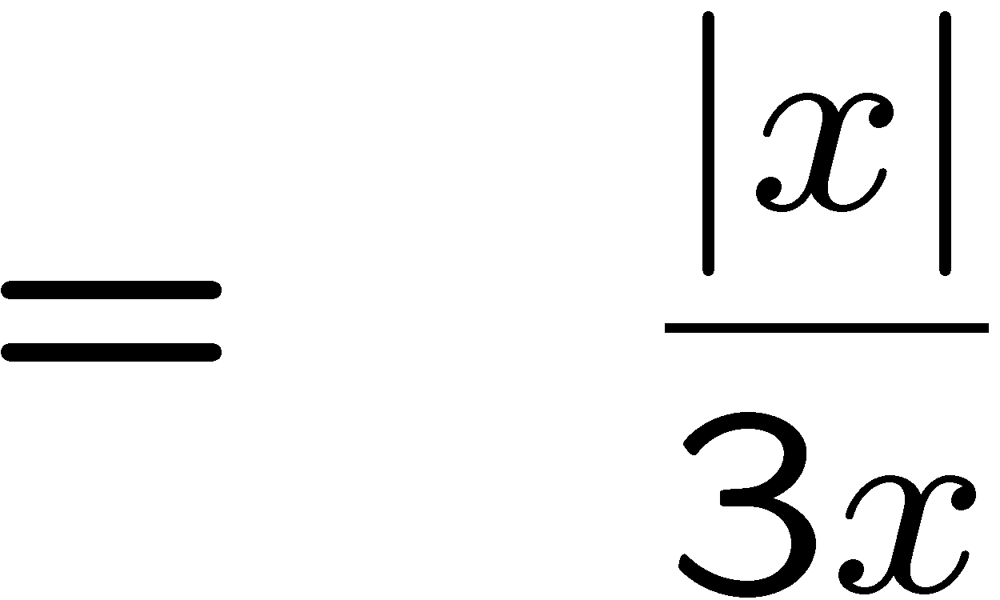 = |x| / 3x